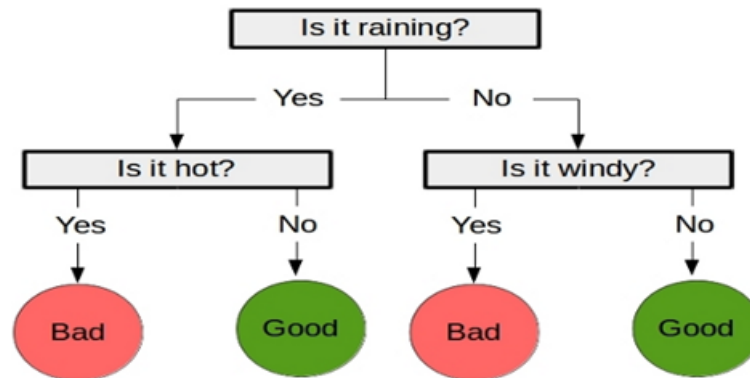 Is it raining?
Yes No
Is it hot? Is it windy?
Yes No Yes No
Bad Good Bad Good